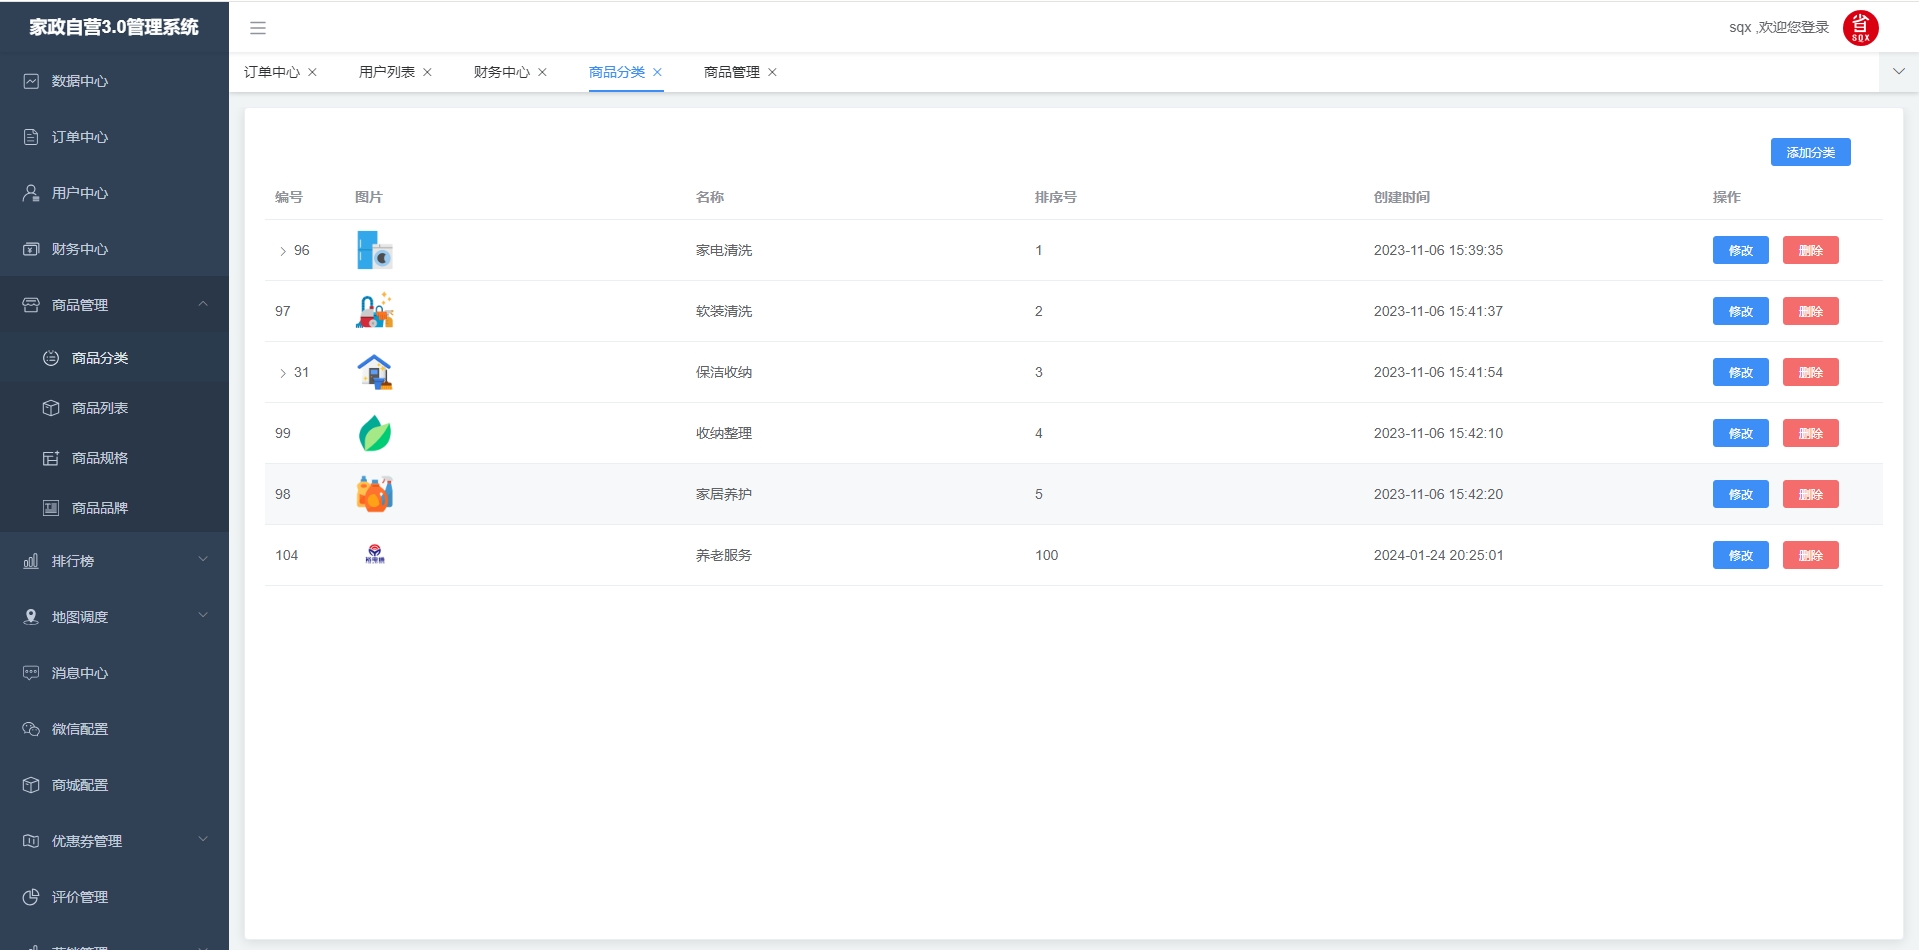 家政自营3.0管理系统
sqx ,欢迎您登录
省
SQX
订单中心
用户列表
财务中心
商品分类
商品管理
数据中心
订单中心
用户中心
财务中心
商品管理
商品分类
商品列表
商品规格
商品品牌
排行榜
地图调度
消息中心
微信配置
商城配置
优惠券管理
评价管理
添加分类
编号 图片 名称 排序号 创建时间 操作
96 家电清洗 1 2023-11-06 15:39:35 修改 删除
97 软装清洗 2 2023-11-06 15:41:37 修改 删除
31 保洁收纳 3 2023-11-06 15:41:54 修改 删除
99 收纳整理 4 2023-11-06 15:42:10 修改 删除
98 家居养护 5 2023-11-06 15:42:20 修改 删除
104 养老服务 100 2024-01-24 20:25:01 修改 删除